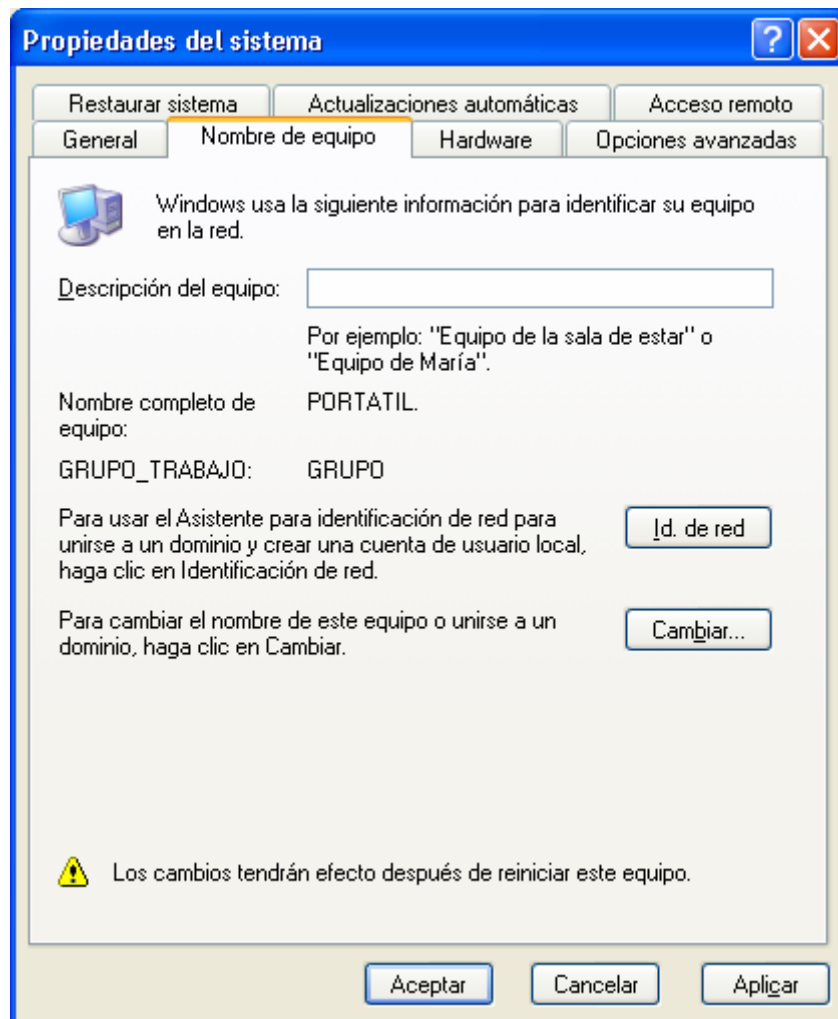 Propiedades del sistema
Restaurar sistema
Actualizaciones automáticas
Acceso remoto
General
Nombre de equipo
Hardware
Opciones avanzadas
Windows usa la siguiente información para identificar su equipo
en la red.
Descripción del equipo:
Por ejemplo: "Equipo de la sala de estar" o
"Equipo de María".
Nombre completo de
equipo:
PORTATIL.
GRUPO_TRABAJO:
GRUPO
Para usar el Asistente para identificación de red para
unirse a un dominio y crear una cuenta de usuario local,
haga clic en Identificación de red.
Id. de red
Para cambiar el nombre de este equipo o unirse a un
dominio, haga clic en Cambiar.
Cambiar...
Los cambios tendrán efecto después de reiniciar este equipo.
Aceptar
Cancelar
Aplicar